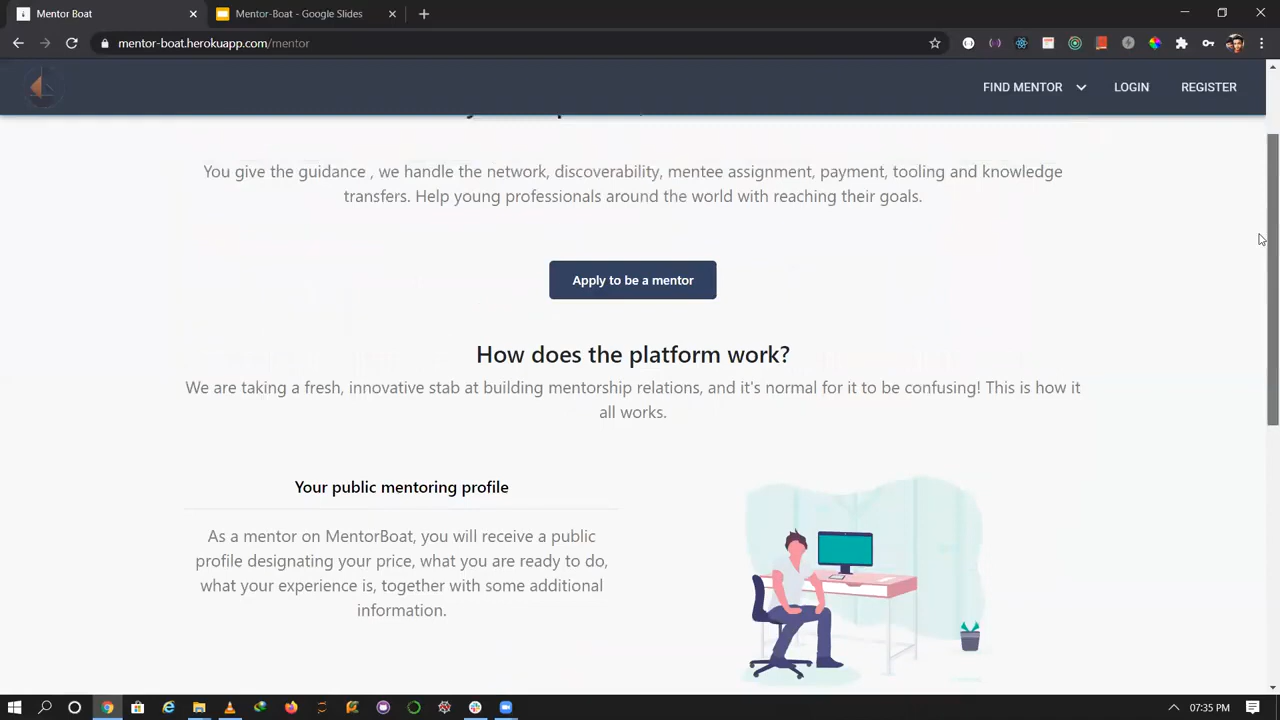 Mentor Boat
Mentor-Boat - Google Slides
mentor-boat.herokuapp.com/mentor
FIND MENTOR
LOGIN
REGISTER
You give the guidance , we handle the network, discoverability, mentee assignment, payment, tooling and knowledge
transfers. Help young professionals around the world with reaching their goals.
Apply to be a mentor
How does the platform work?
We are taking a fresh, innovative stab at building mentorship relations, and it's normal for it to be confusing! This is how it
all works.
Your public mentoring profile
As a mentor on MentorBoat, you will receive a public
profile designating your price, what you are ready to do,
what your experience is, together with some additional
information.
07:35 PM